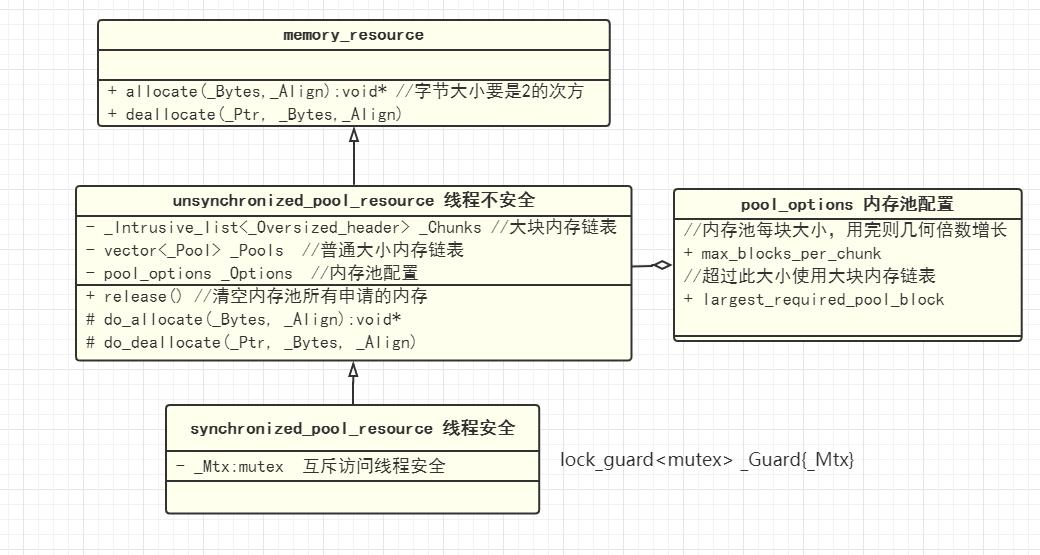 memory_resource
+ allocate(_Bytes,_Align):void* //字节大小要是2的次方
+ deallocate(_Ptr, _Bytes,_Align)
unsynchronized_pool_resource 线程不安全
- _Intrusive_list<_Oversized_header> _Chunks //大块内存链表
- vector<_Pool> _Pools //普通大小内存链表
- pool_options _Options //内存池配置
+ release() //清空内存池所有申请的内存
# do_allocate(_Bytes, _Align):void*
# do_deallocate(_Ptr, _Bytes, _Align)
pool_options 内存池配置
//内存池每块大小，用完则几何倍数增长
+ max_blocks_per_chunk
//超过此大小使用大块内存链表
+ largest_required_pool_block
synchronized_pool_resource 线程安全
- _Mtx:mutex 互斥访问线程安全
lock_guard<mutex> _Guard{_Mtx}